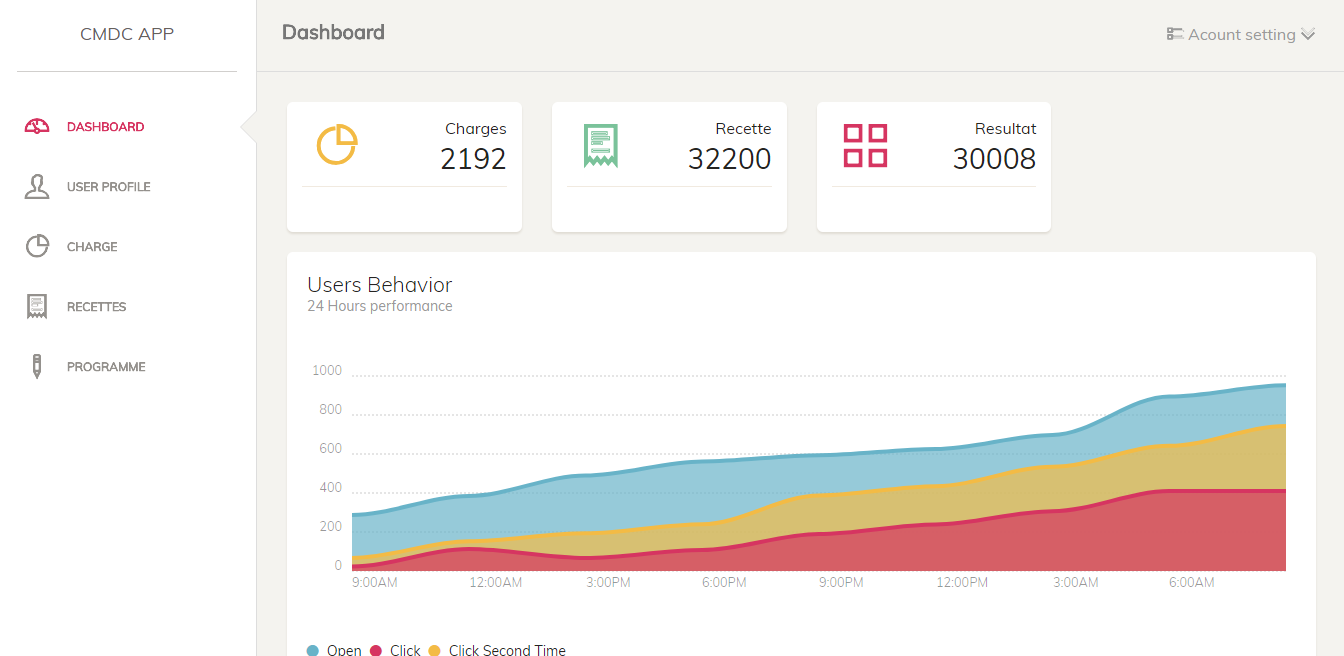 CMDC APP
DASHBOARD
USER PROFILE
CHARGE
RECETTES
PROGRAMME
Dashboard
Acount setting
Charges
2192
Recette
32200
Resultat
30008
Users Behavior
24 Hours performance
1000
800
600
400
200
0
9:00AM 12:00AM 3:00PM 6:00PM 9:00PM 12:00PM 3:00AM 6:00AM
Open Click Click Second Time